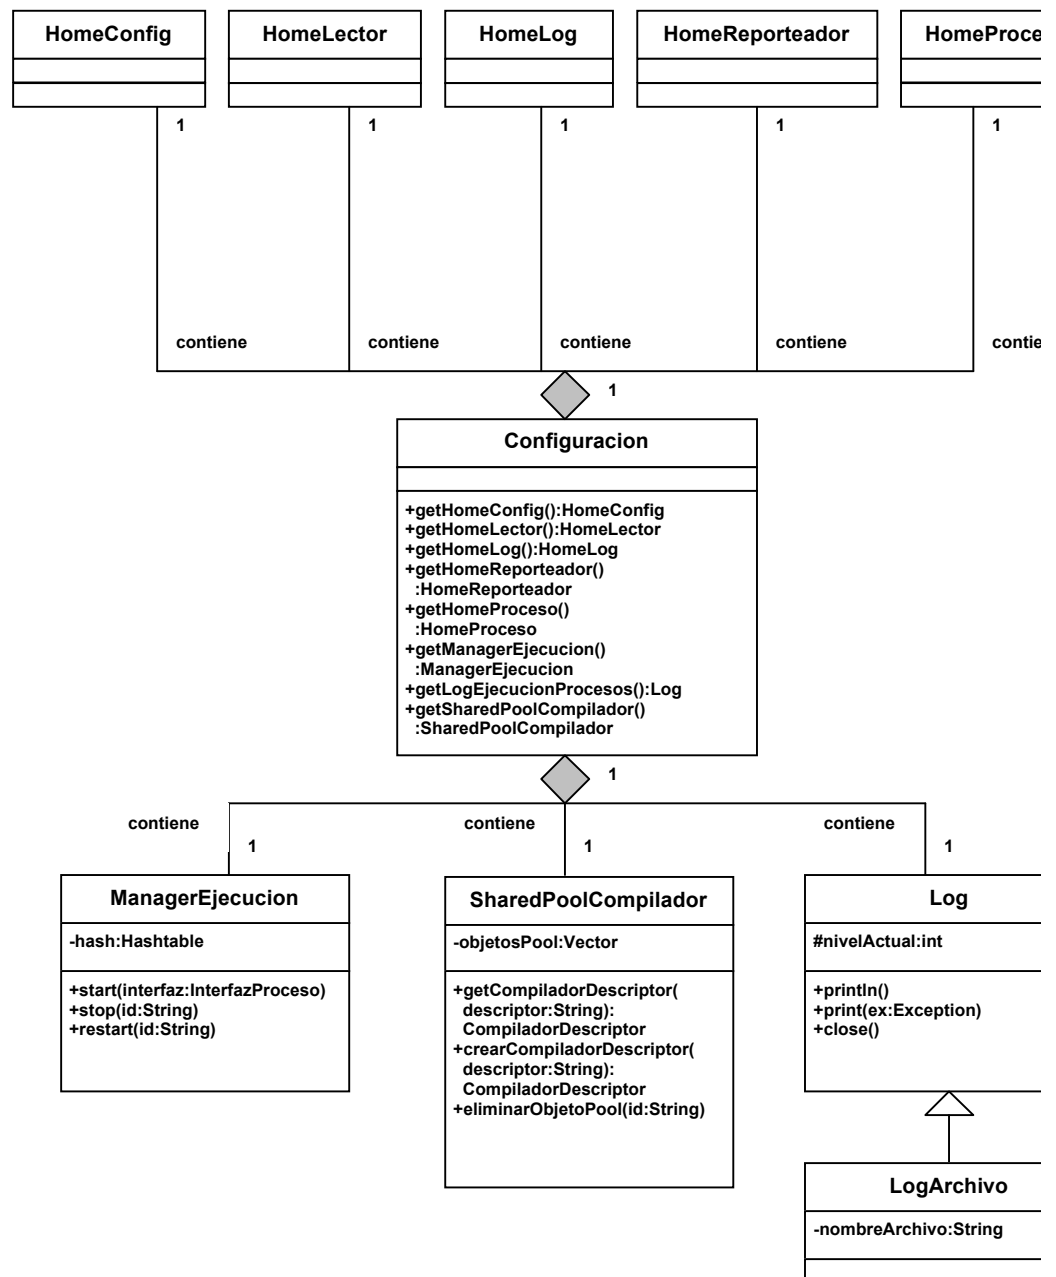 HomeConfig
HomeLector
HomeLog
HomeReporteador
HomeProce
1
1
1
1
1
contiene
contiene
contiene
contiene
contie
1
Configuracion
+getHomeConfig():HomeConfig
+getHomeLector():HomeLector
+getHomeLog():HomeLog
+getHomeReporteador()
:HomeReporteador
+getHomeProceso()
:HomeProceso
+getManagerEjecucion()
:ManagerEjecucion
+getLogEjecucionProcesos():Log
+getSharedPoolCompilador()
:SharedPoolCompilador
1
contiene
contiene
contiene
1
1
1
ManagerEjecucion
-hash:Hashtable
+start(interfaz:InterfazProceso)
+stop(id:String)
+restart(id:String)
SharedPoolCompilador
-objetosPool:Vector
+getCompiladorDescriptor(
descriptor:String):
CompiladorDescriptor
+crearCompiladorDescriptor(
descriptor:String):
CompiladorDescriptor
+eliminarObjetoPool(id:String)
Log
#nivelActual:int
+println()
+print(ex:Exception)
+close()
LogArchivo
-nombreArchivo:String